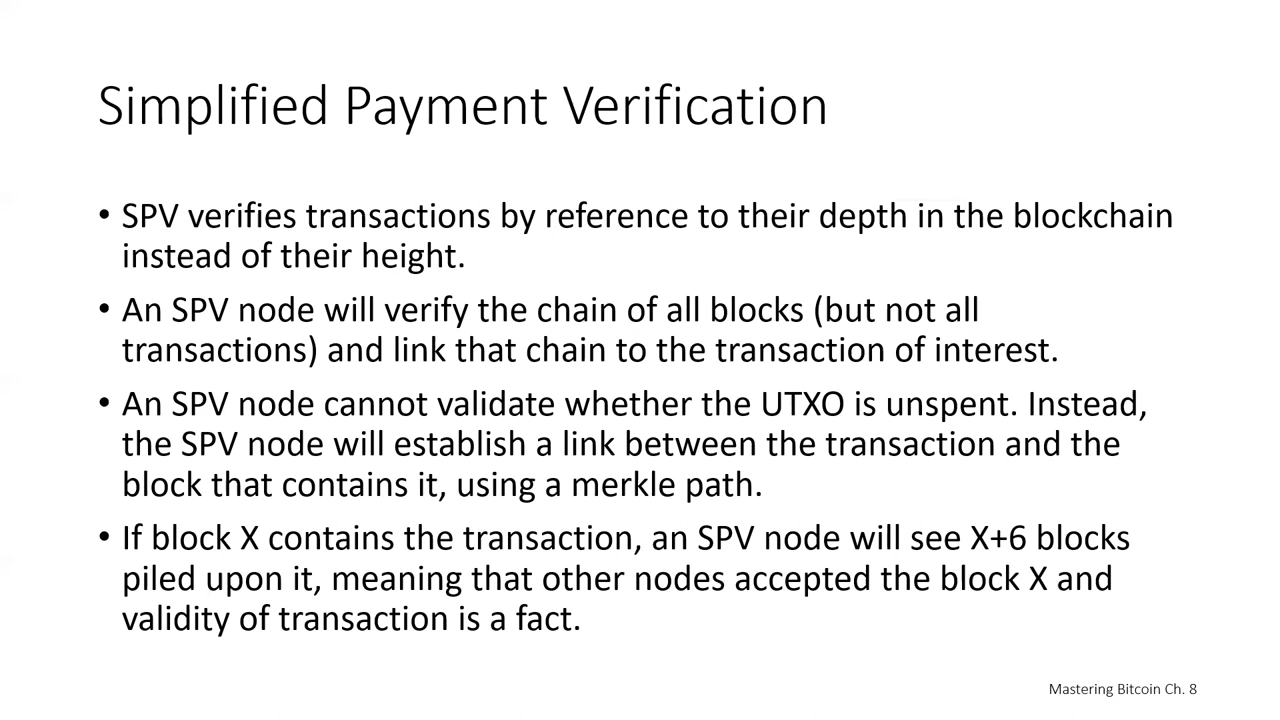 Simplified Payment Verification
• SPV verifies transactions by reference to their depth in the blockchain
instead of their height.
• An SPV node will verify the chain of all blocks (but not all
transactions) and link that chain to the transaction of interest.
• An SPV node cannot validate whether the UTXO is unspent. Instead,
the SPV node will establish a link between the transaction and the
block that contains it, using a merkle path.
• If block X contains the transaction, an SPV node will see X+6 blocks
piled upon it, meaning that other nodes accepted the block X and
validity of transaction is a fact.
Mastering Bitcoin Ch. 8